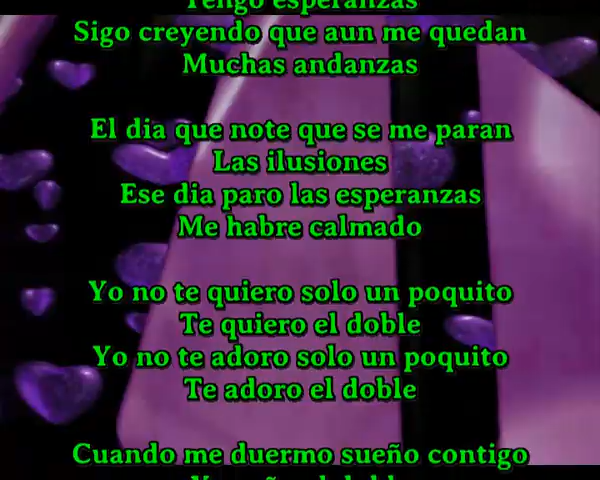 Tengo esperanzas
Sigo creyendo que aun me quedan
Muchas andanzas
El dia que note que se me paran
Las ilusiones
Ese dia paro las esperanzas
Me habre calmado
Yo no te quiero solo un poquito
Te quiero el doble
Yo no te adoro solo un poquito
Te adoro el doble
Cuando me duermo sueño contigo